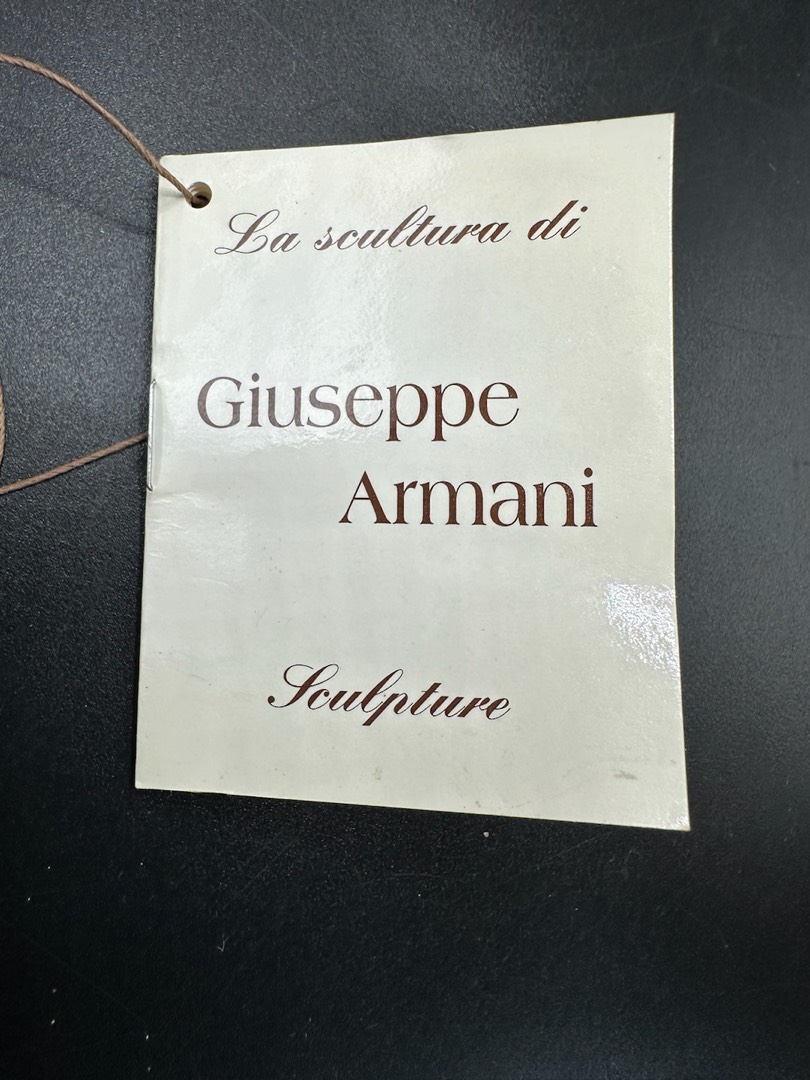 La scultura di
Giuseppe
Armani
Sculpture